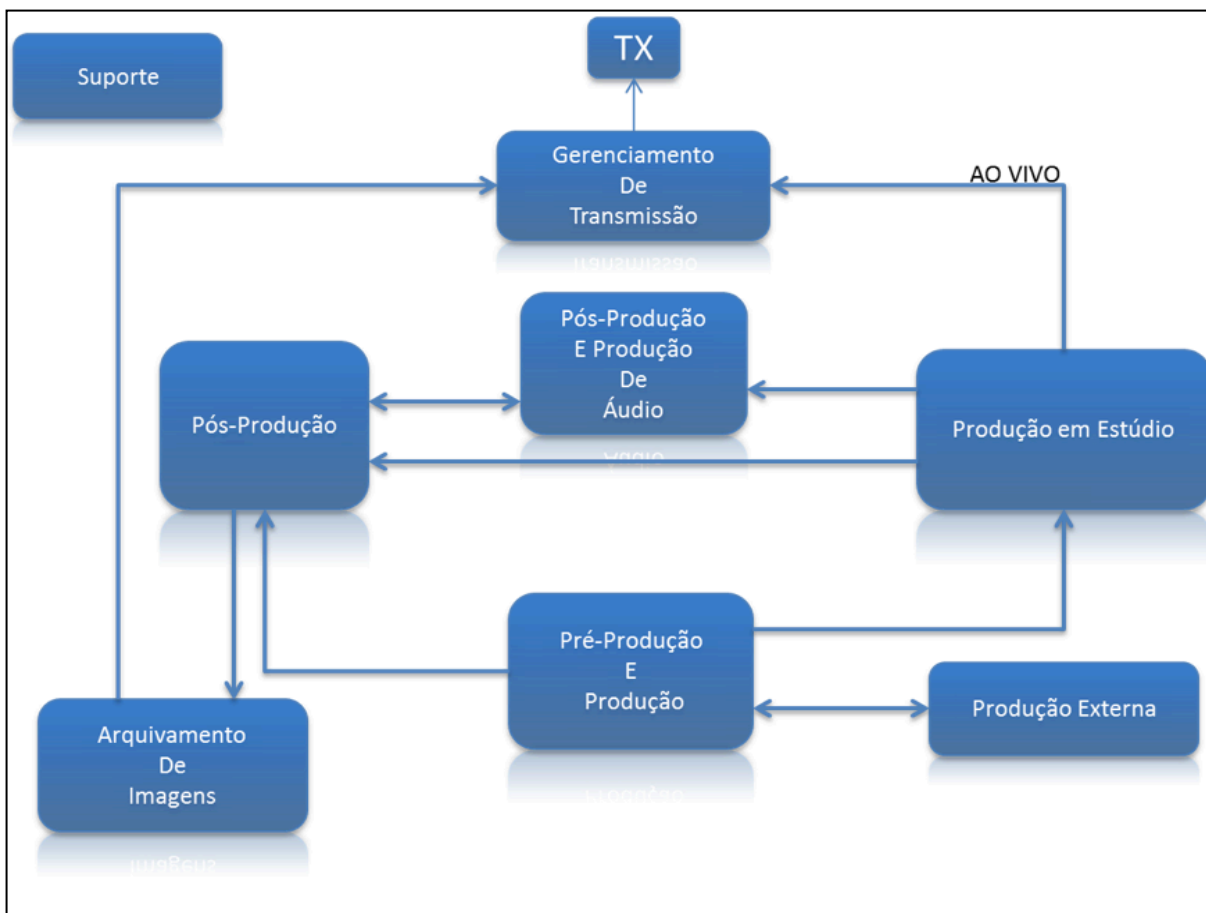 Suporte
TX
Gerenciamento
De
Transmissão
AO VIVO
Pós-Produção
E Produção
De
Áudio
Pós-Produção
Produção em Estúdio
Pré-Produção
E
Produção
Produção Externa
Arquivamento
De
Imagens